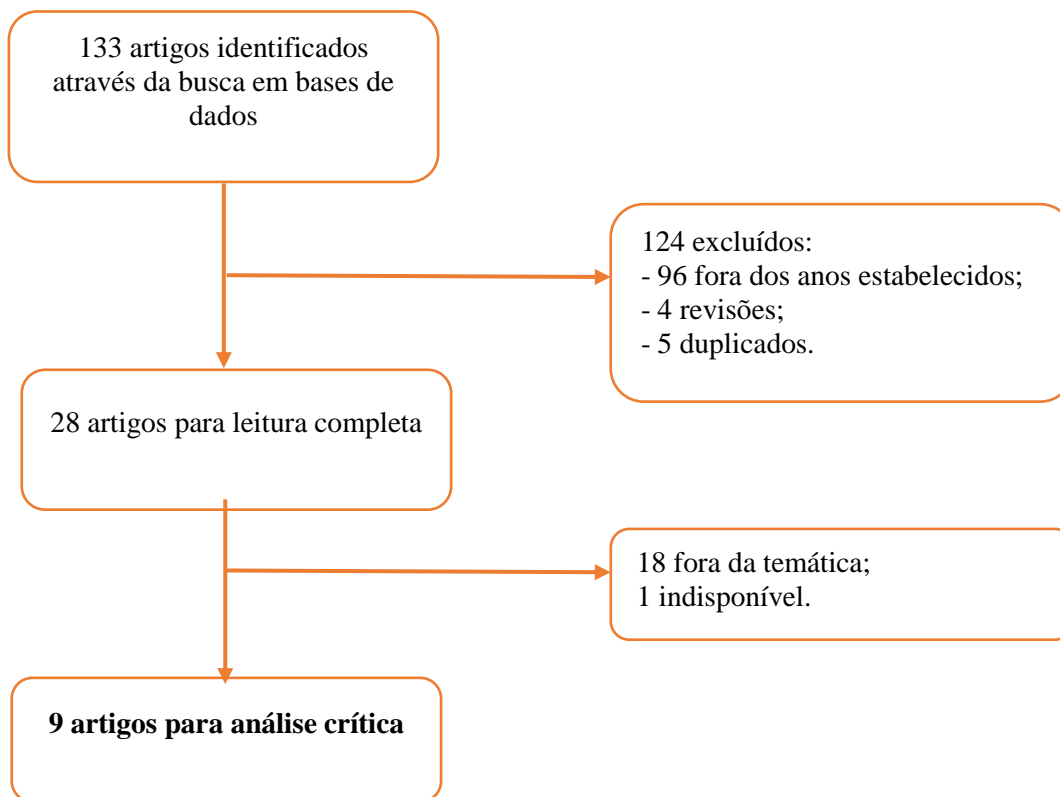 133 artigos identificados
através da busca em bases de
dados
124 excluídos:
- 96 fora dos anos estabelecidos;
- 4 revisões;
- 5 duplicados.
28 artigos para leitura completa
18 fora da temática;
1 indisponível.
9 artigos para análise crítica